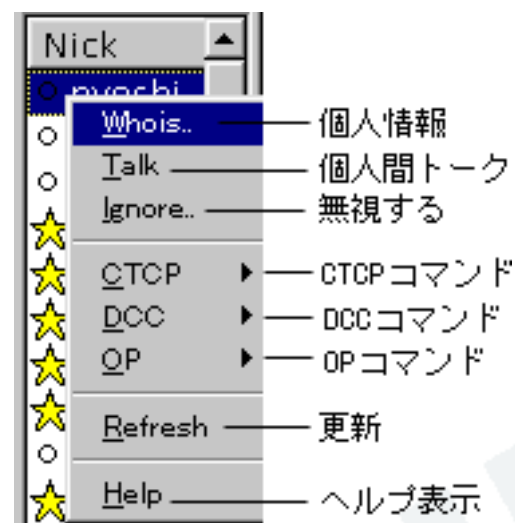 Nick
Whois.. 個人情報
Talk 個人間トーク
Ignore.. 無視する
CTCP CTCPコマンド
DCC DCCコマンド
OP OPコマンド
Refresh 更新
Help ヘルプ表示